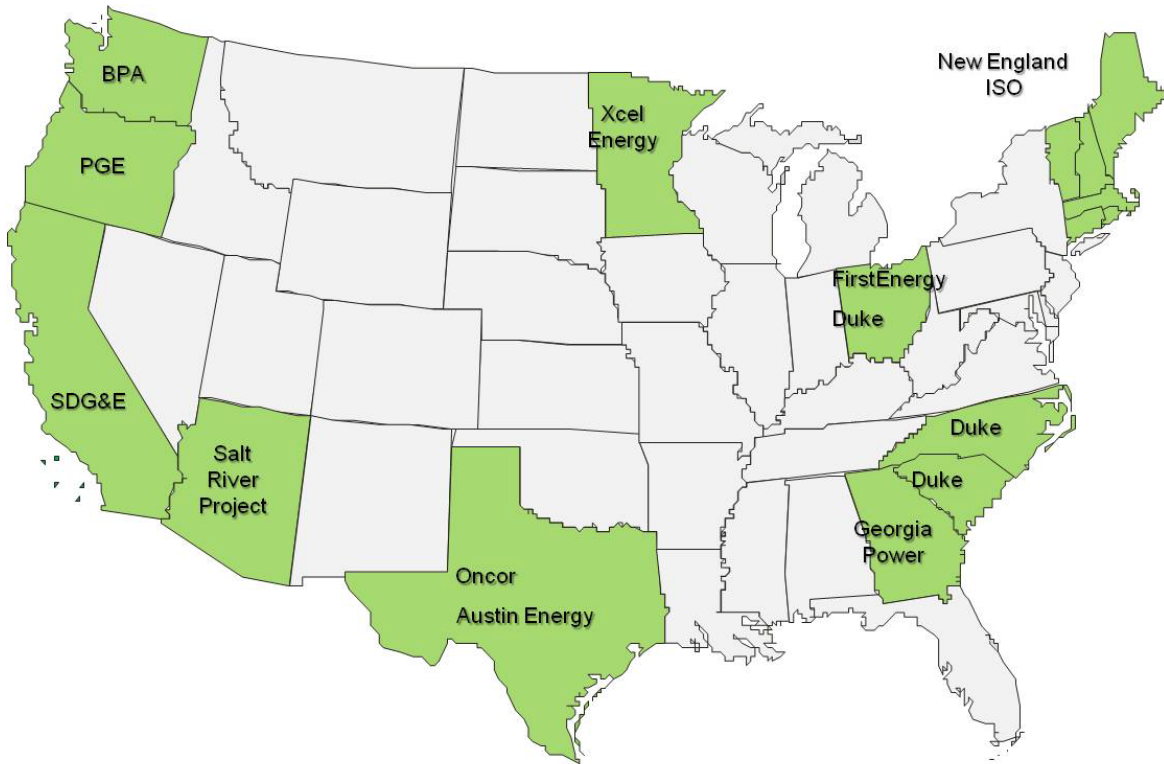 BPA
PGE
SDG&E
Salt
River
Project
Oncor
Austin Energy
Xcel
Energy
FirstEnergy
Duke
Duke
Duke
Georgia
Power
New England
ISO